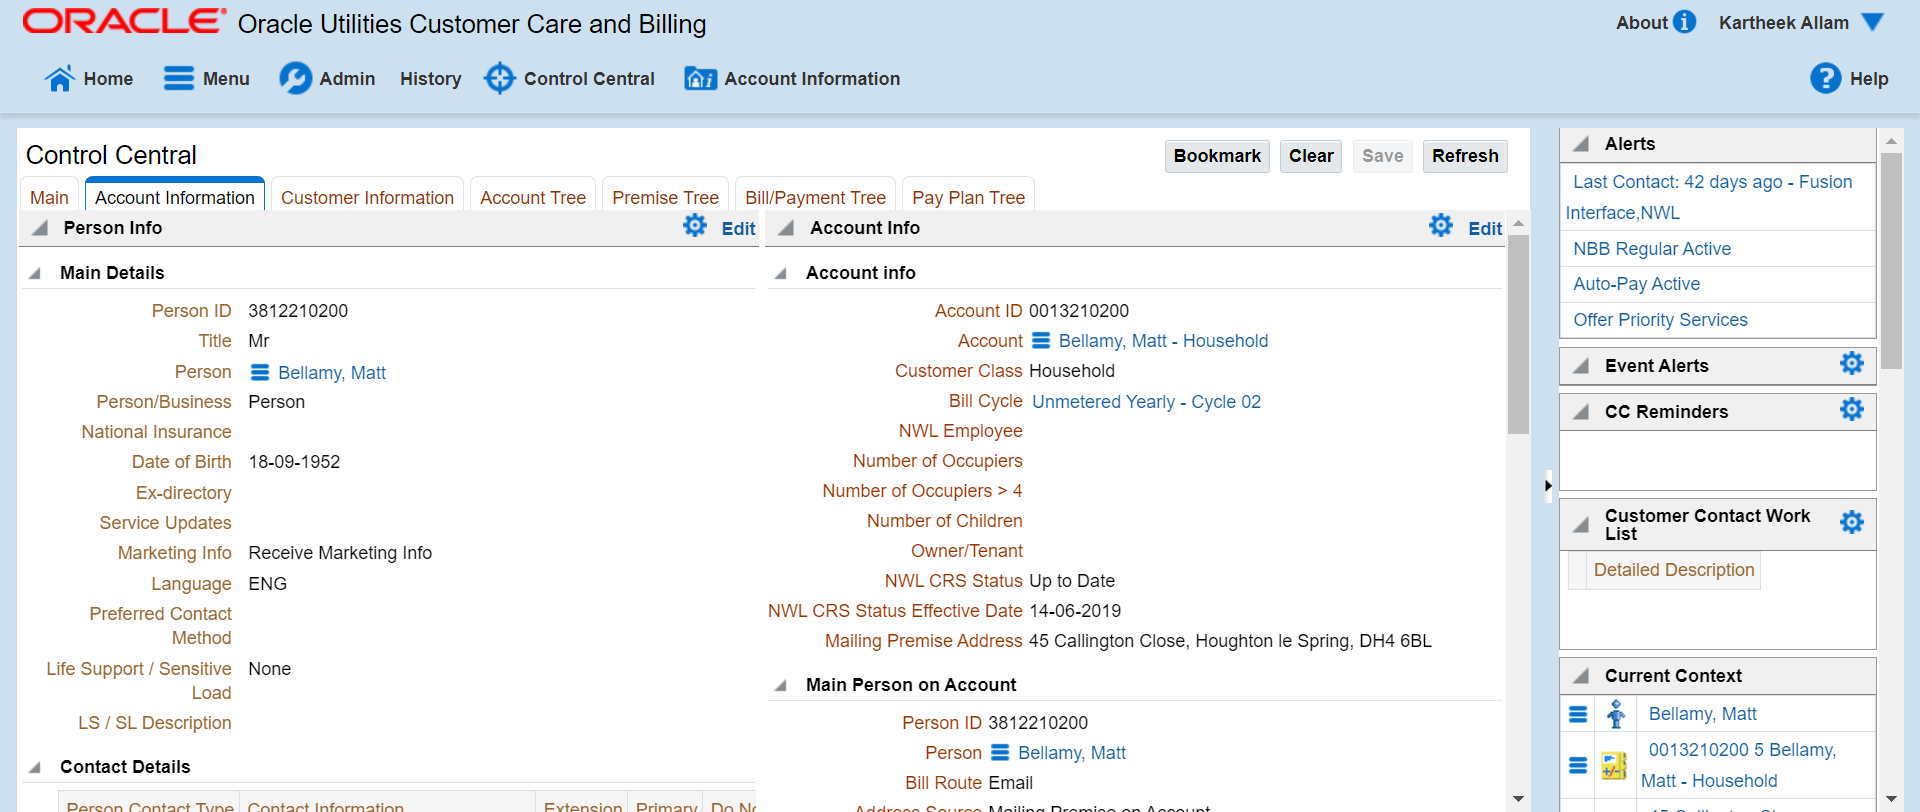 ORACLE Oracle Utilities Customer Care and Billing
About Kartheek Allam
Home Menu Admin History Control Central Account Information
Help
Control Central
Bookmark Clear Save Refresh
Main Account Information Customer Information Account Tree Premise Tree Bill/Payment Tree Pay Plan Tree
Person Info Edit
Main Details
Person ID 3812210200
Title Mr
Person Bellamy, Matt
Person/Business Person
National Insurance
Date of Birth 18-09-1952
Ex-directory
Service Updates
Marketing Info Receive Marketing Info
Language ENG
Preferred Contact
Method
Life Support / Sensitive None
Load
LS / SL Description
Contact Details
Person Contact Type Contact Information Extension Primary Do No
Account Info Edit
Account info
Account ID 0013210200
Account Bellamy, Matt - Household
Customer Class Household
Bill Cycle Unmetered Yearly - Cycle 02
NWL Employee
Number of Occupiers
Number of Occupiers > 4
Number of Children
Owner/Tenant
NWL CRS Status Up to Date
NWL CRS Status Effective Date 14-06-2019
Mailing Premise Address 45 Callington Close, Houghton le Spring, DH4 6BL
Main Person on Account
Person ID 3812210200
Person Bellamy, Matt
Bill Route Email
Address Source Mailing Premise on Account
Alerts
Last Contact: 42 days ago - Fusion
Interface,NWL
NBB Regular Active
Auto-Pay Active
Offer Priority Services
Event Alerts
CC Reminders
Customer Contact Work
List
Detailed Description
Current Context
Bellamy, Matt
0013210200 5 Bellamy,
Matt - Household